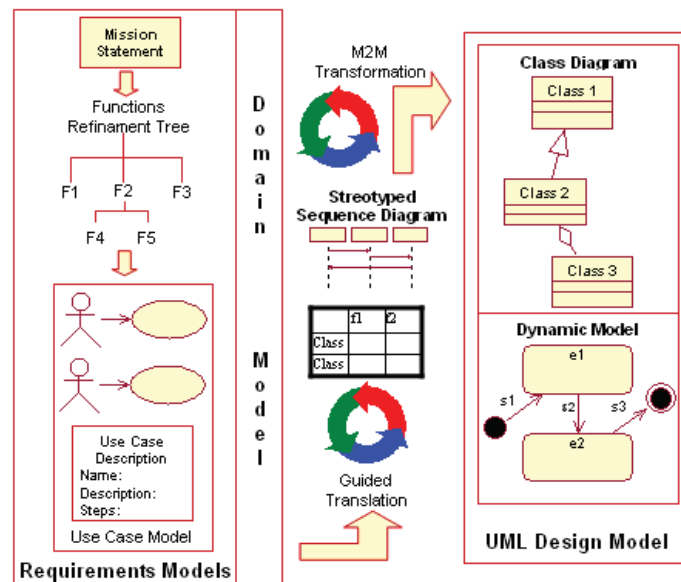 Mission
Statement
Functions
Refinament Tree
F1
F2
F3
F4
F5
Use Case
Description
Name:
Description:
Steps:
Use Case Model
Requirements Models
Domain
Model
M2M
Transformation
Streotyped
Sequence Diagram
f1
f2
Class
Class
Guided
Translation
Class Diagram
Class 1
Class 2
Class 3
Dynamic Model
e1
s1
s2
s3
e2
UML Design Model